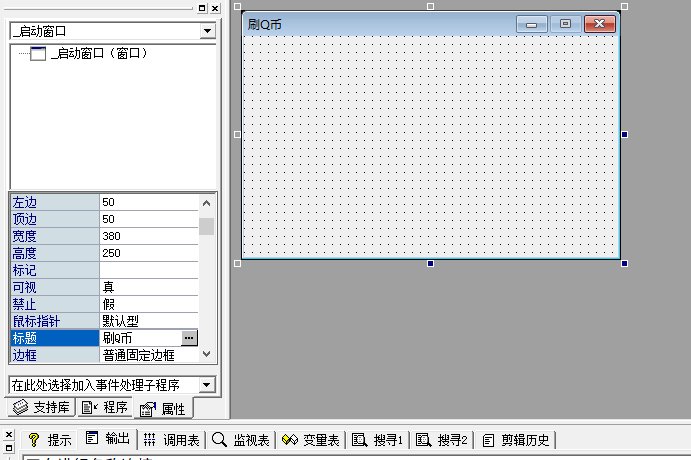 _启动窗口
_启动窗口（窗口）
左边 50
顶边 50
宽度 380
高度 250
标记
可视 真
禁止 假
鼠标指针 默认型
标题 刷Q币
边框 普通固定边框
在此处选择加入事件处理子程序
支持库 程序 属性
刷Q币
提示 输出 调用表 监视表 变量表 搜寻1 搜寻2 剪辑历史